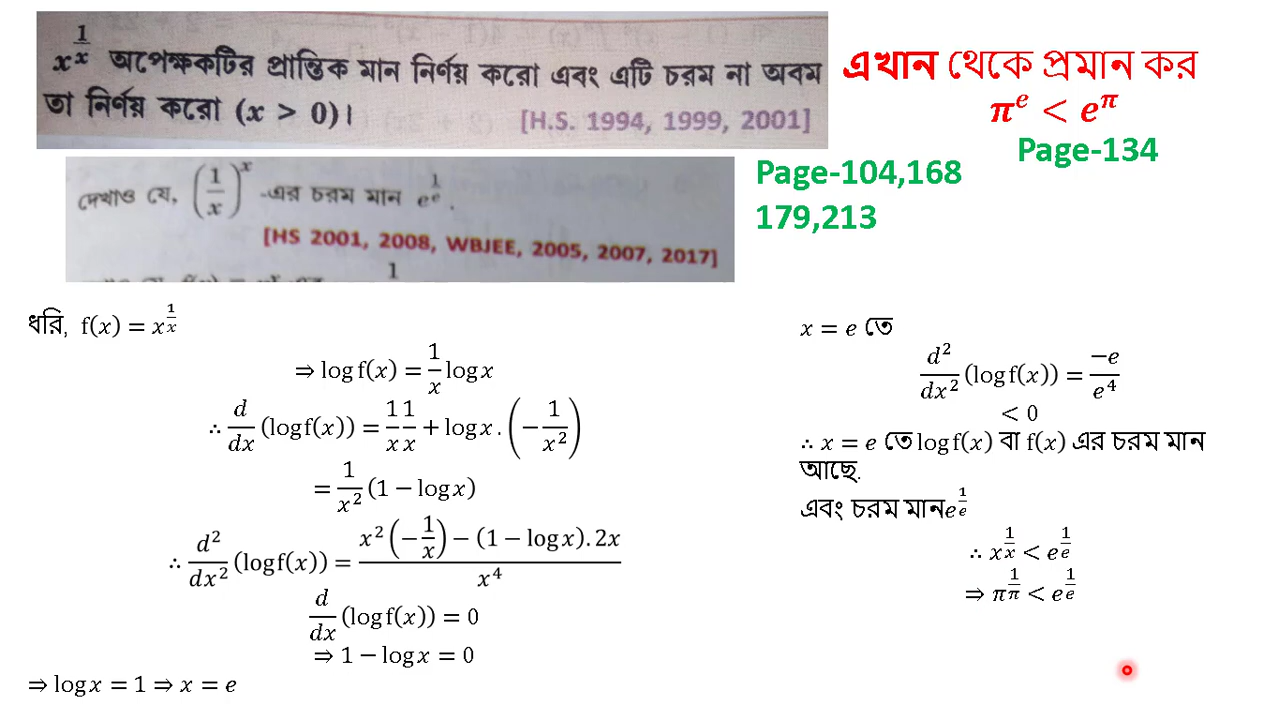 x^{1/x} অপেক্ষকটির প্রান্তিক মান নির্ণয় করো এবং এটি চরম না অবম
তা নির্ণয় করো (x > 0)।
[H.S. 1994, 1999, 2001]
এখান থেকে প্রমান কর
π^e < e^π
Page-134
দেখাও যে, (1/x)^x -এর চরম মান e^{1/e}.
[HS 2001, 2008, WBJEE, 2005, 2007, 2017]
Page-104,168
179,213
ধরি, f(x) = x^{1/x}
⇒ log f(x) = 1/x log x
∴ d/dx (log f(x)) = 1/x 1/x + log x . (− 1/x²)
= 1/x² (1 − log x)
∴ d²/dx² (log f(x)) = (x² (− 1/x) − (1 − log x). 2x)/x⁴
d/dx (log f(x)) = 0
⇒ 1 − log x = 0
⇒ log x = 1 ⇒ x = e
x = e তে
d²/dx² (log f(x)) = −e/e⁴
< 0
∴ x = e তে log f(x) বা f(x) এর চরম মান
আছে.
এবং চরম মান e^{1/e}
∴ x^{1/x} < e^{1/e}
⇒ π^{1/π} < e^{1/e}